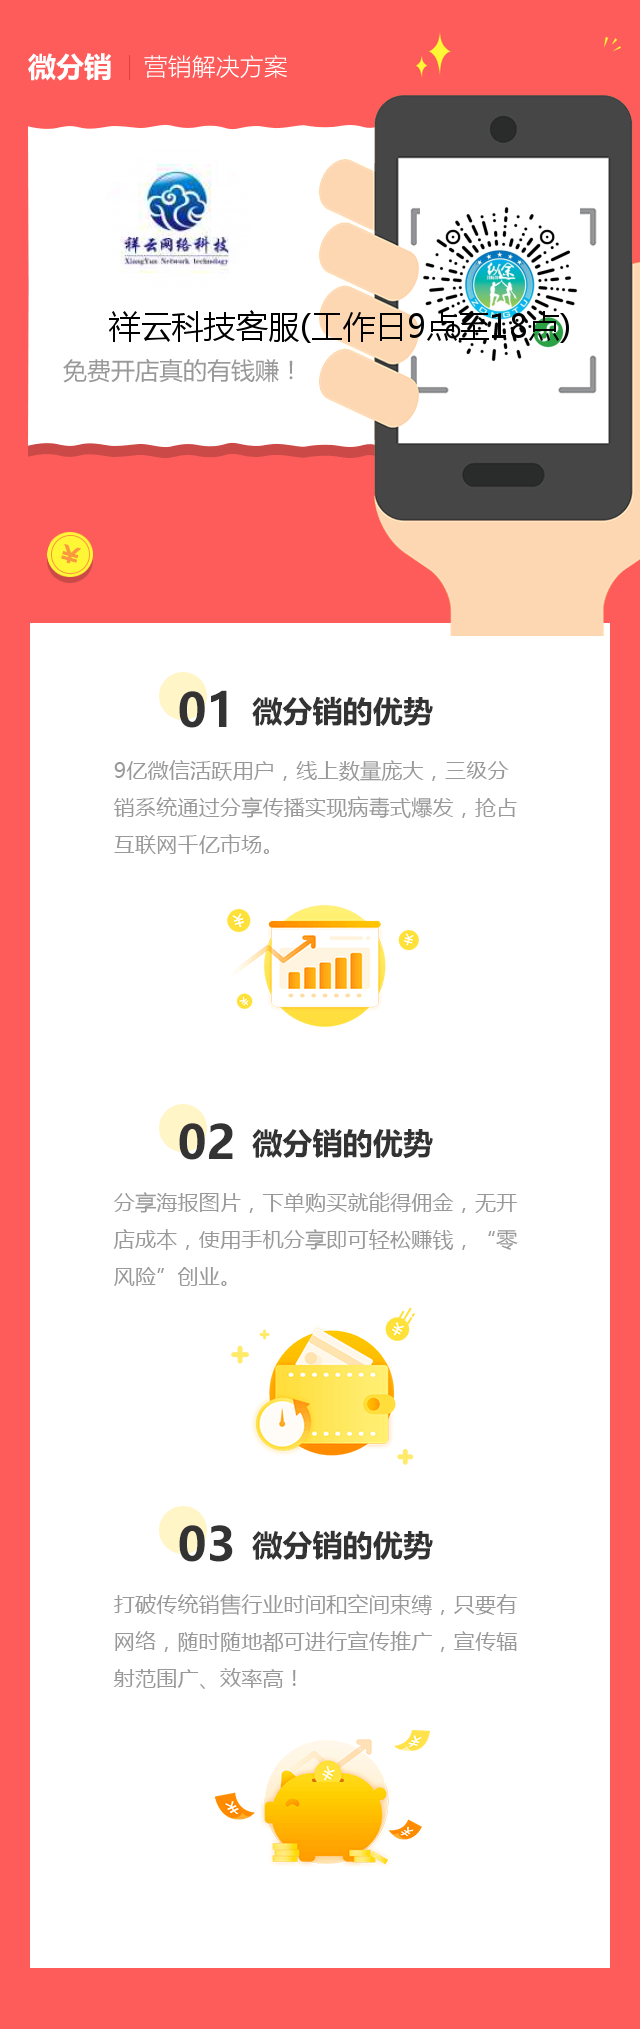 微分销
营销解决方案
祥云网络科技
XiangYun Network technology
祥云科技客服(工作日9点至18点)
免费开店真的有钱赚！
01 微分销的优势
9亿微信活跃用户，线上数量庞大，三级分
销系统通过分享传播实现病毒式爆发，抢占
互联网千亿市场。
02 微分销的优势
分享海报图片，下单购买就能得佣金，无开
店成本，使用手机分享即可轻松赚钱，“零
风险”创业。
03 微分销的优势
打破传统销售行业时间和空间束缚，只要有
网络，随时随地都可进行宣传推广，宣传辐
射范围广、效率高！